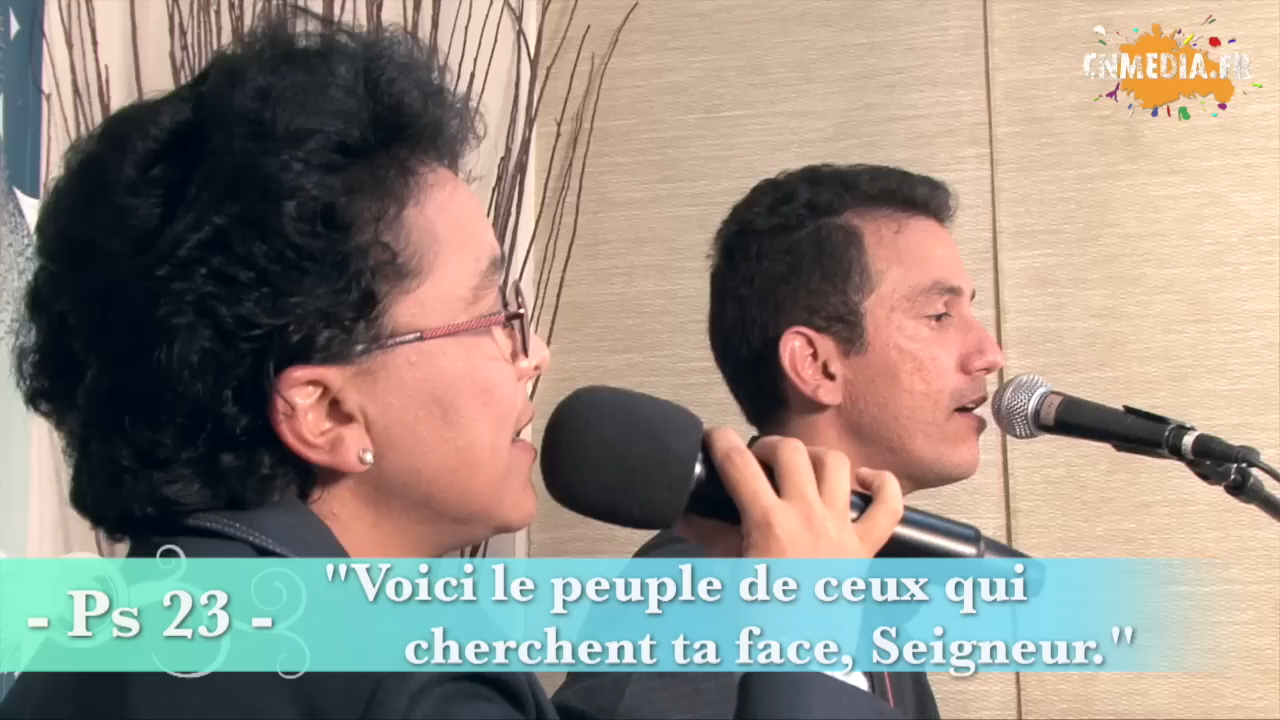 CNMEDIA.FR
- Ps 23 -
"Voici le peuple de ceux qui
cherchent ta face, Seigneur."